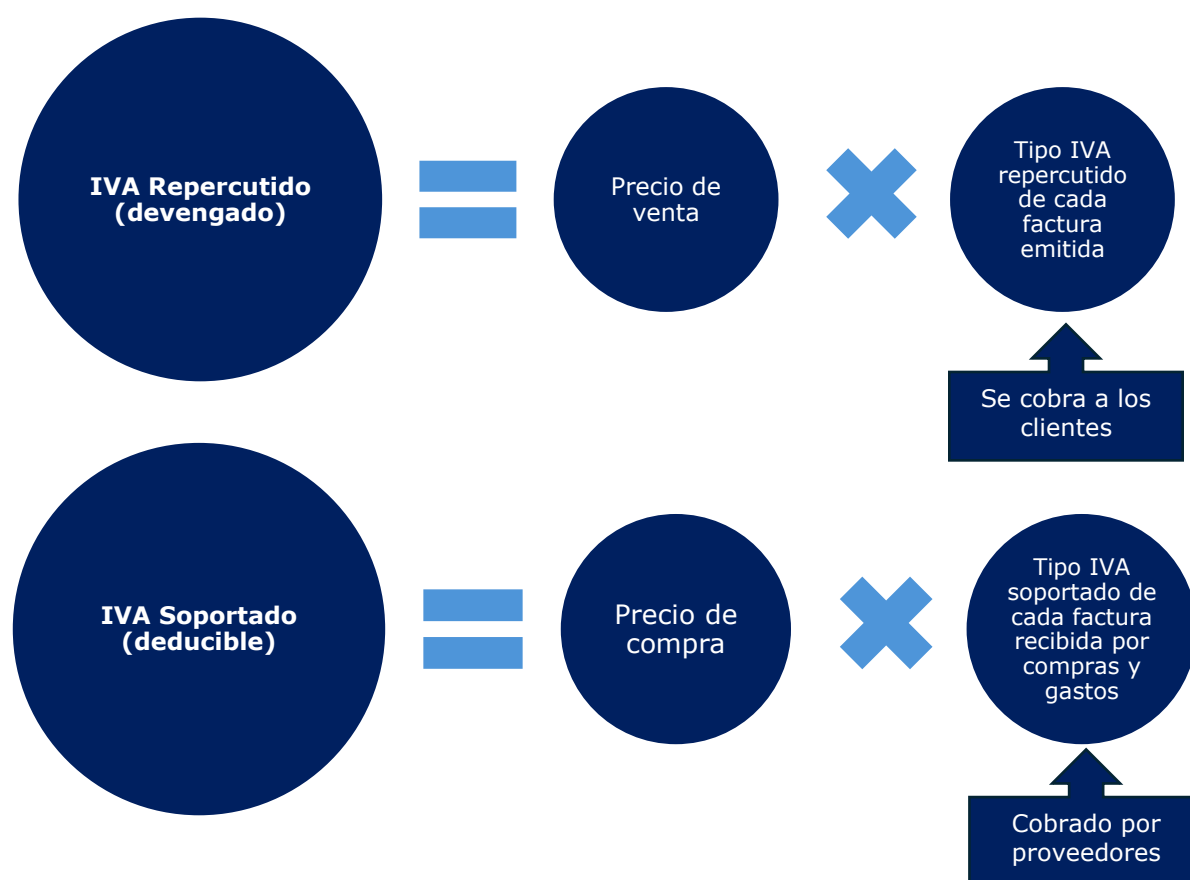 IVA Repercutido
(devengado)
Precio de
venta
Tipo IVA
repercutido
de cada
factura
emitida
Se cobra a los
clientes
IVA Soportado
(deducible)
Precio de
compra
Tipo IVA
soportado de
cada factura
recibida por
compras y
gastos
Cobrado por
proveedores